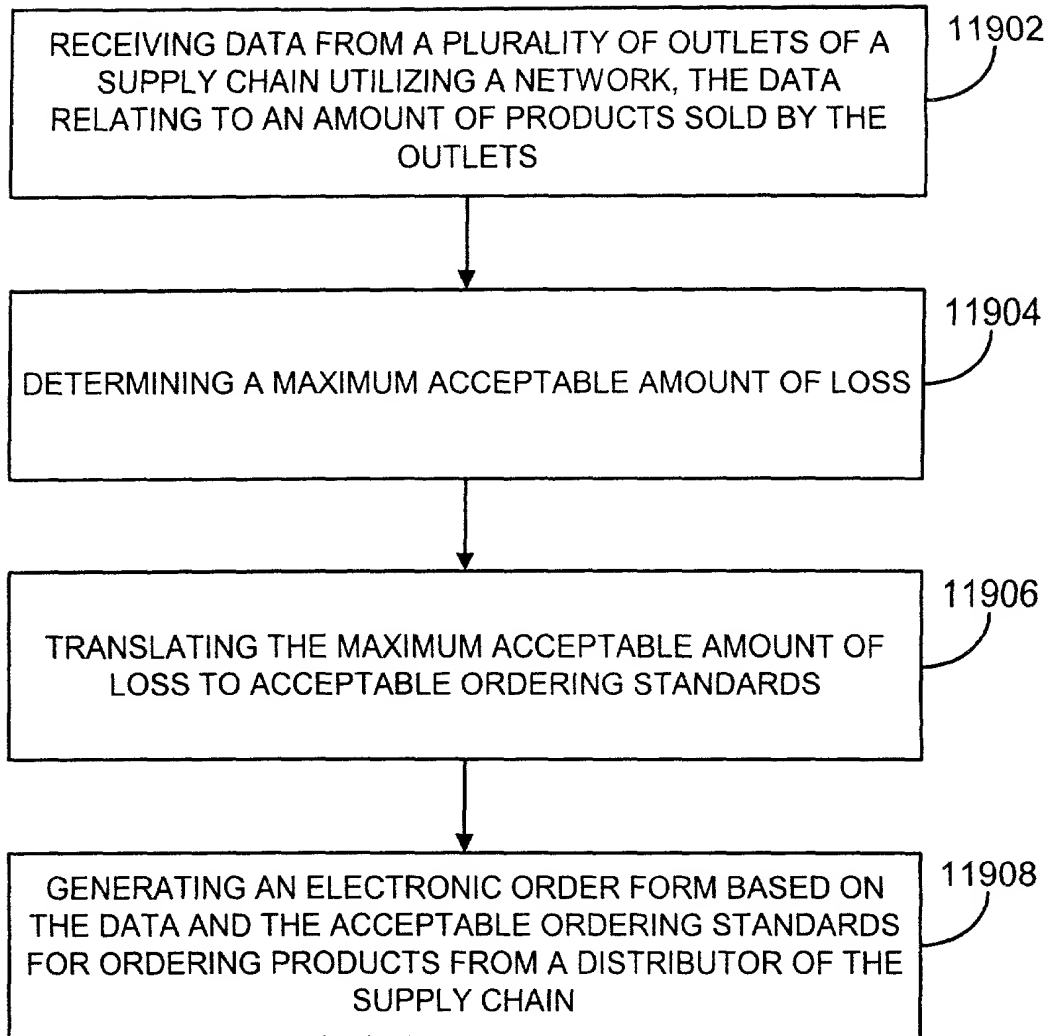 RECEIVING DATA FROM A PLURALITY OF OUTLETS OF A
SUPPLY CHAIN UTILIZING A NETWORK, THE DATA
RELATING TO AN AMOUNT OF PRODUCTS SOLD BY THE
OUTLETS
11902
DETERMINING A MAXIMUM ACCEPTABLE AMOUNT OF LOSS
11904
TRANSLATING THE MAXIMUM ACCEPTABLE AMOUNT OF
LOSS TO ACCEPTABLE ORDERING STANDARDS
11906
GENERATING AN ELECTRONIC ORDER FORM BASED ON
THE DATA AND THE ACCEPTABLE ORDERING STANDARDS
FOR ORDERING PRODUCTS FROM A DISTRIBUTOR OF THE
SUPPLY CHAIN
11908